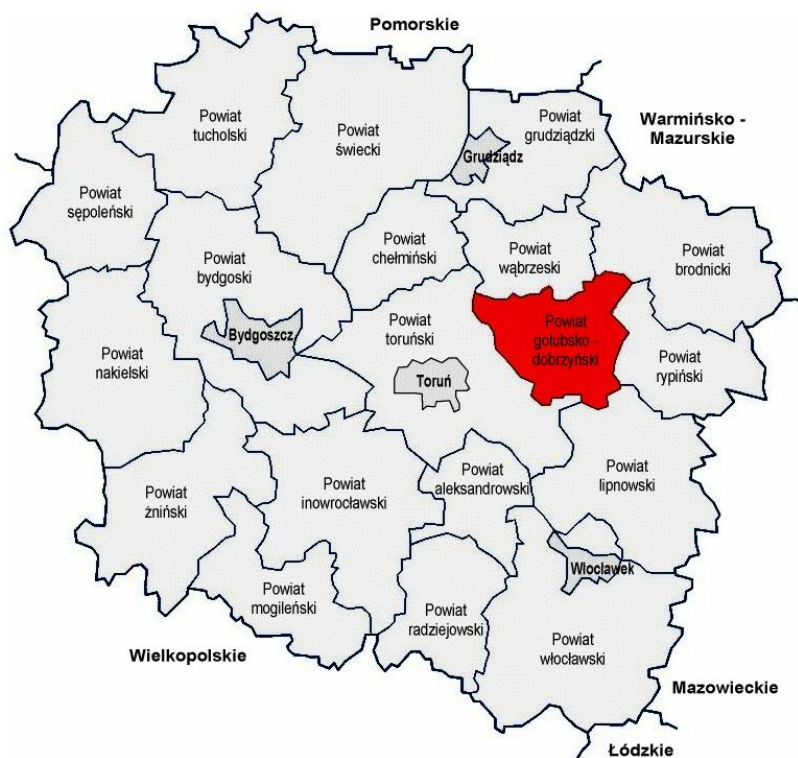 Pomorskie
Powiat
tucholski
Powiat
świecki
Powiat
grudziądzki
Warmińsko -
Mazurskie
Grudziądz
Powiat
sępoleński
Powiat
bydgoski
Powiat
chełmiński
Powiat
wąbrzeski
Powiat
brodnicki
Bydgoszcz
Powiat
toruński
Powiat
golubsko -
dobrzyński
Powiat
nakielski
Toruń
Powiat
rypiński
Powiat
żniński
Powiat
inowrocławski
Powiat
aleksandrowski
Powiat
lipnowski
Włocławek
Powiat
mogileński
Powiat
radziejowski
Powiat
włocławski
Wielkopolskie
Mazowieckie
Łódzkie